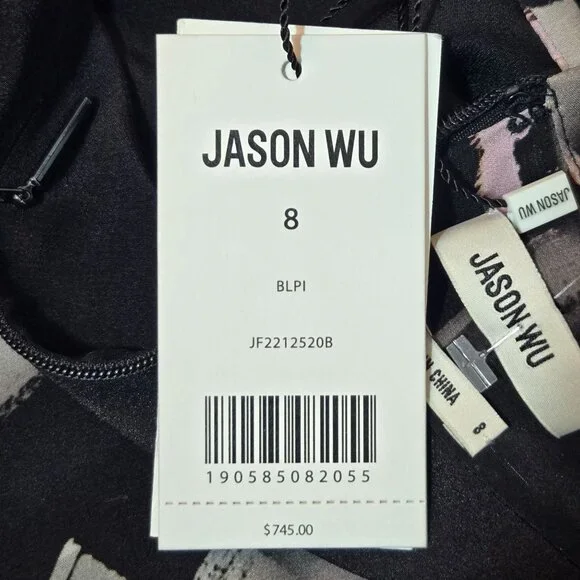 JASON WU
8
BLPI
JF2212520B
190585082055
$745.00
JASON WU
JASON WU
CHINA
8